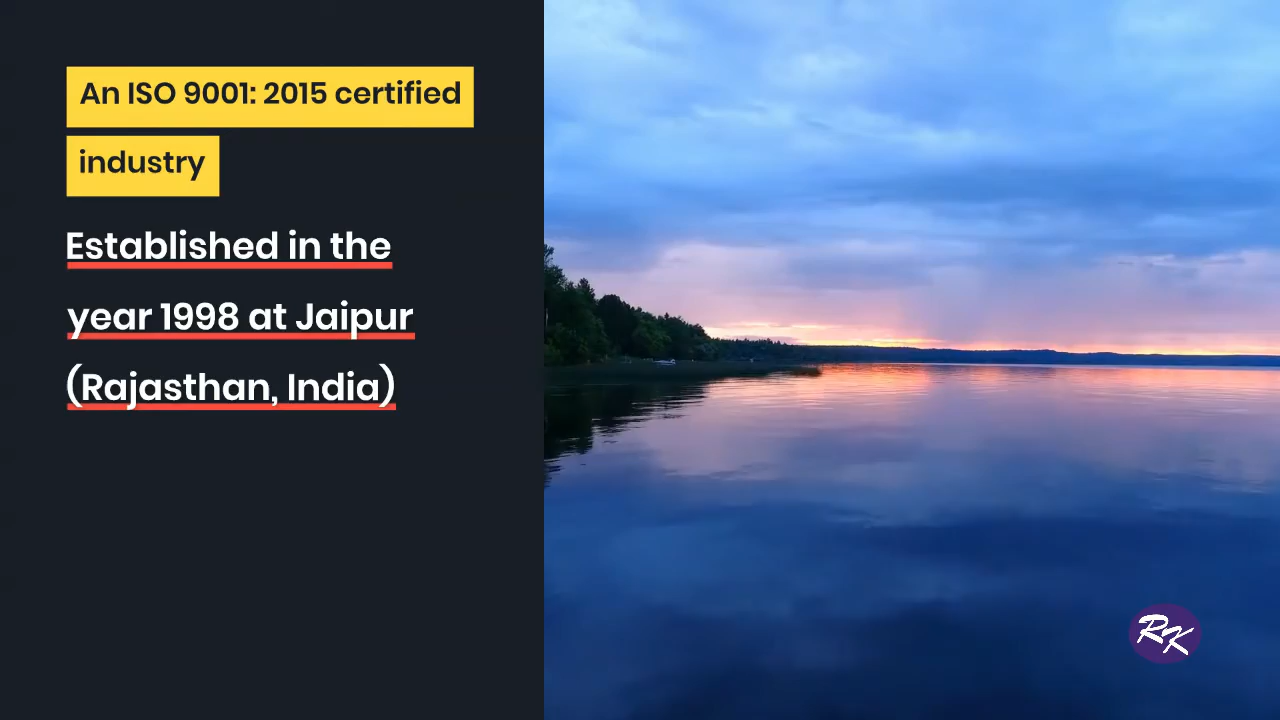 An ISO 9001: 2015 certified
industry
Established in the
year 1998 at Jaipur
(Rajasthan, India)
RK